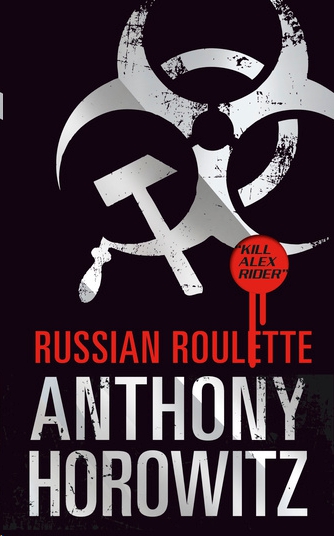 "KILL
ALEX
RIDER"
RUSSIAN ROULETTE
ANTHONY
HOROWITZ